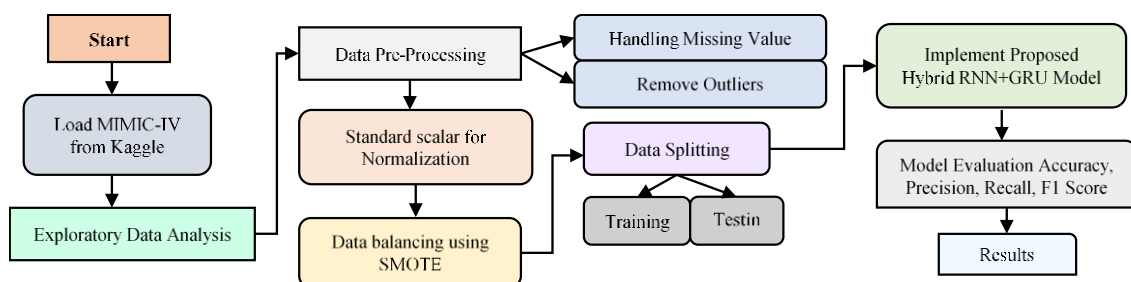 Start
Load MIMIC-IV
from Kaggle
Exploratory Data Analysis
Data Pre-Processing
Handling Missing Value
Remove Outliers
Standard scalar for
Normalization
Data balancing using
SMOTE
Data Splitting
Training
Testin
Implement Proposed
Hybrid RNN+GRU Model
Model Evaluation Accuracy,
Precision, Recall, F1 Score
Results